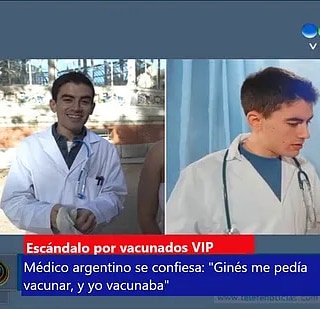 V
Escándalo por vacunados VIP
Médico argentino se confiesa: "Ginés me pedía
vacunar, y yo vacunaba"
www.telefenoticias.com